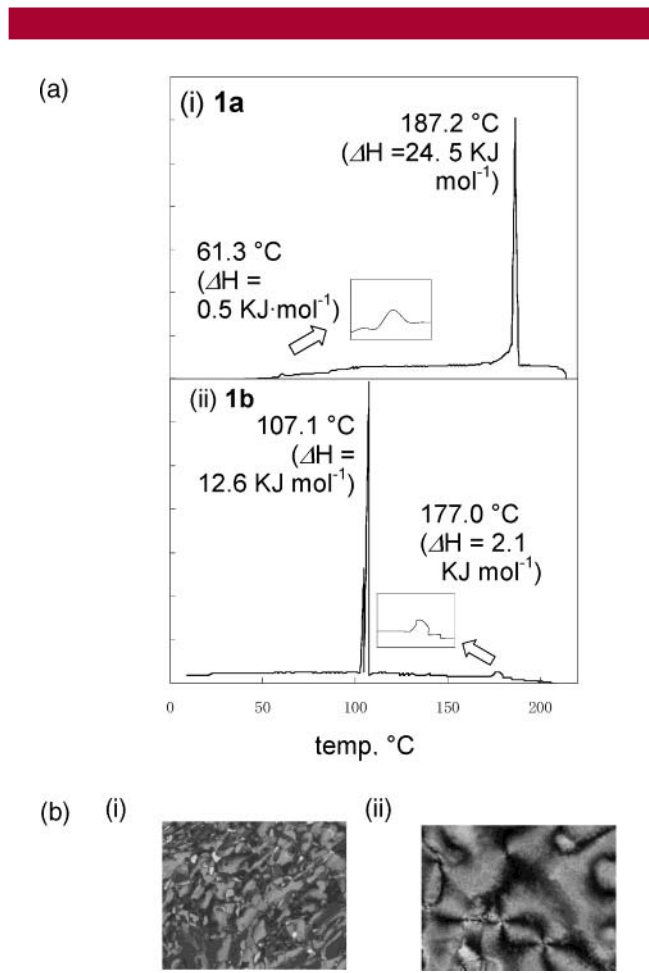 (a)
(i) 1a
187.2 °C
(ΔH =24. 5 KJ
mol⁻¹)
61.3 °C
(ΔH =
0.5 KJ·mol⁻¹)
(ii) 1b
107.1 °C
(ΔH =
12.6 KJ mol⁻¹)
177.0 °C
(ΔH = 2.1
KJ mol⁻¹)
0 50 100 150 200
temp. °C
(b) (i) (ii)